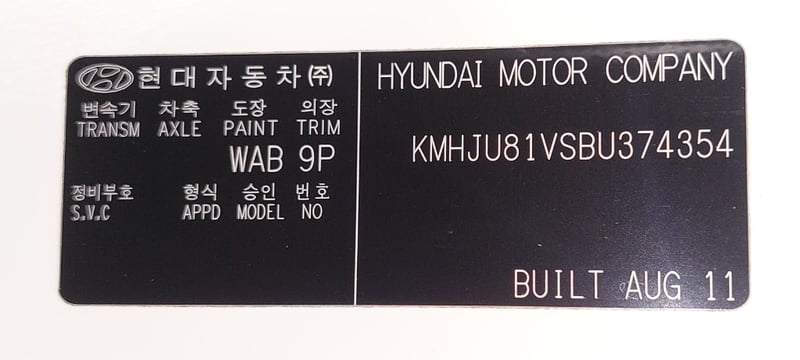 현대자동차㈜
변속기 차축 도장 의장
TRANSM AXLE PAINT TRIM
WAB 9P
정비부호 형식 승인 번호
S.V.C APPD MODEL NO
HYUNDAI MOTOR COMPANY
KMHJU81VSBU374354
BUILT AUG 11